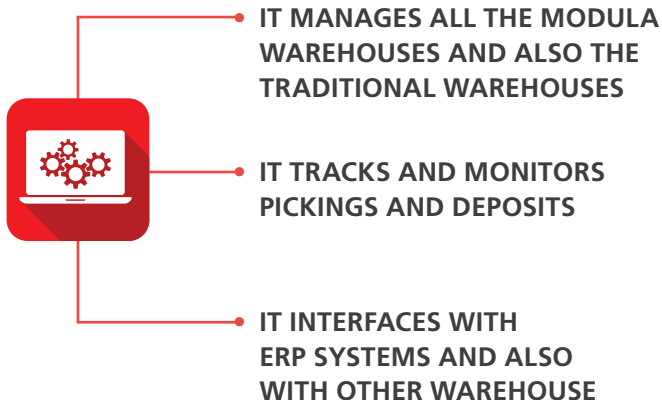 IT MANAGES ALL THE MODULA
WAREHOUSES AND ALSO THE
TRADITIONAL WAREHOUSES
IT TRACKS AND MONITORS
PICKINGS AND DEPOSITS
IT INTERFACES WITH
ERP SYSTEMS AND ALSO
WITH OTHER WAREHOUSE